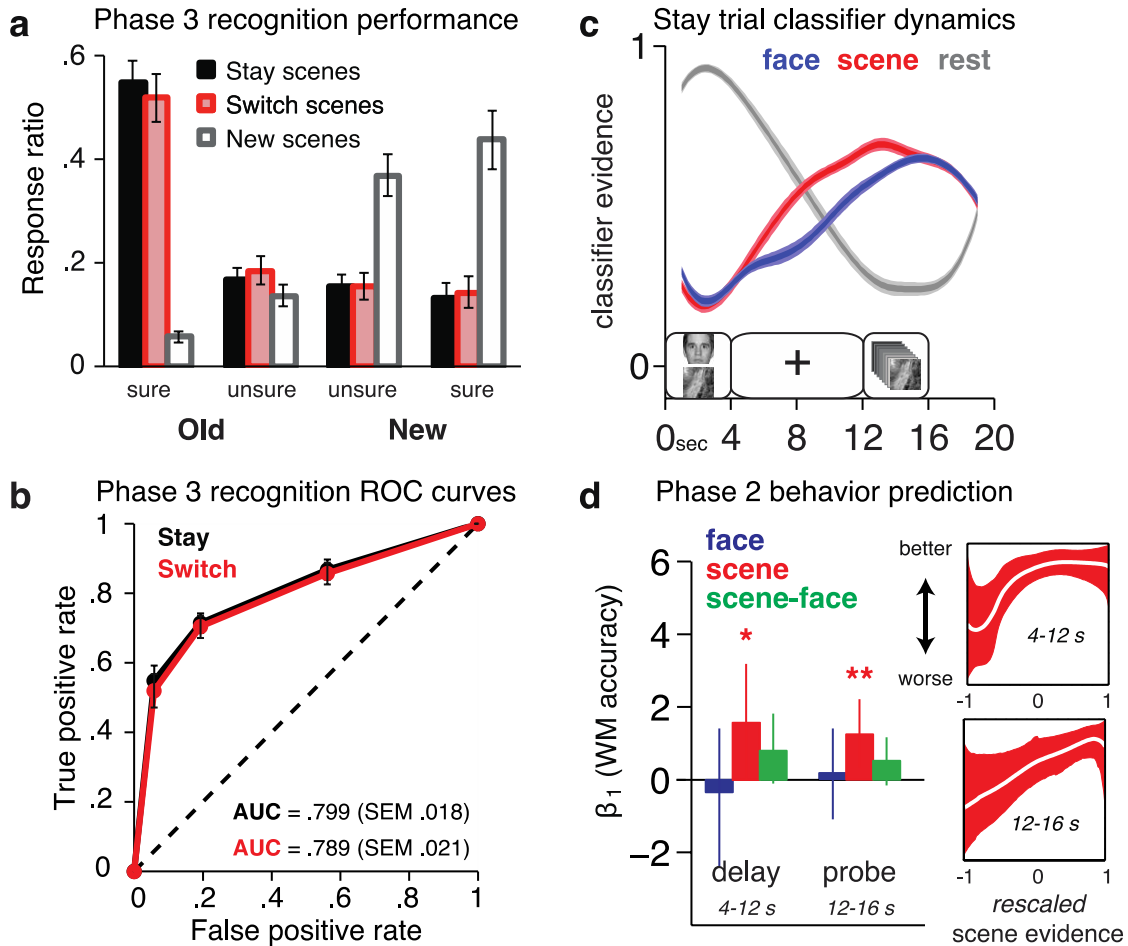 a Phase 3 recognition performance
.6
.4
.2
0
Response ratio
Stay scenes
Switch scenes
New scenes
sure unsure unsure sure
Old New
b Phase 3 recognition ROC curves
1
.8
.6
.4
.2
0
True positive rate
Stay
Switch
AUC = .799 (SEM .018)
AUC = .789 (SEM .021)
0 .2 .4 .6 .8 1
False positive rate
c Stay trial classifier dynamics
1
0
classifier evidence
face scene rest
+
0sec 4 8 12 16 20
d Phase 2 behavior prediction
6
4
2
0
−2
β1 (WM accuracy)
face
scene
scene-face
*
**
delay probe
4-12 s 12-16 s
better
worse
4-12 s
-1 0 1
12-16 s
-1 0 1
rescaled
scene evidence